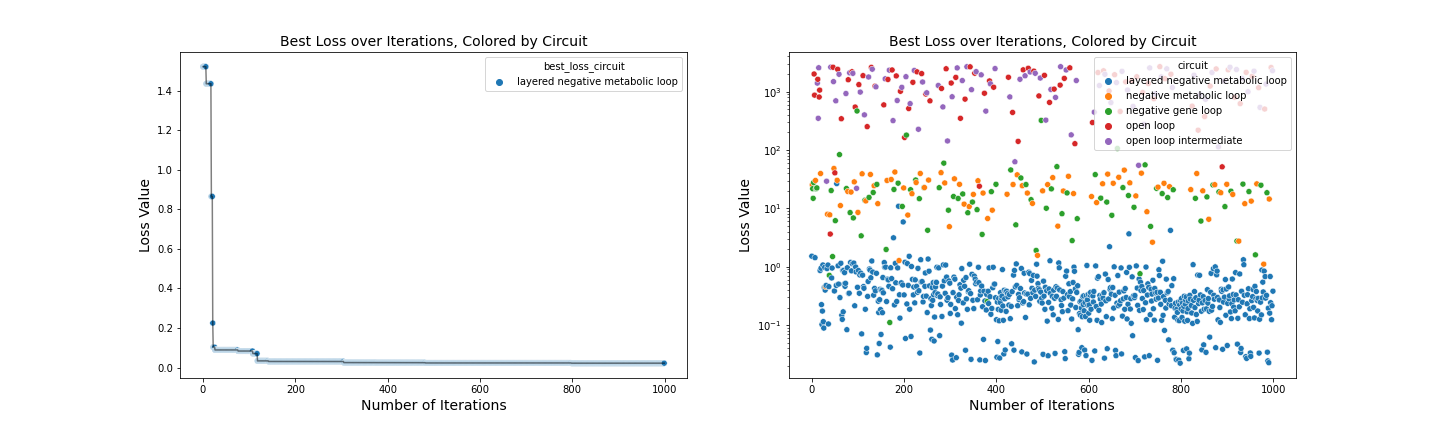 Best Loss over Iterations, Colored by Circuit
best_loss_circuit
layered negative metabolic loop
1.4
1.2
1.0
0.8
0.6
0.4
0.2
0.0
Loss Value
0
200
400
600
800
1000
Number of Iterations
Best Loss over Iterations, Colored by Circuit
circuit
layered negative metabolic loop
negative metabolic loop
negative gene loop
open loop
open loop intermediate
10³
10²
10¹
10⁰
10⁻¹
Loss Value
0
200
400
600
800
1000
Number of Iterations